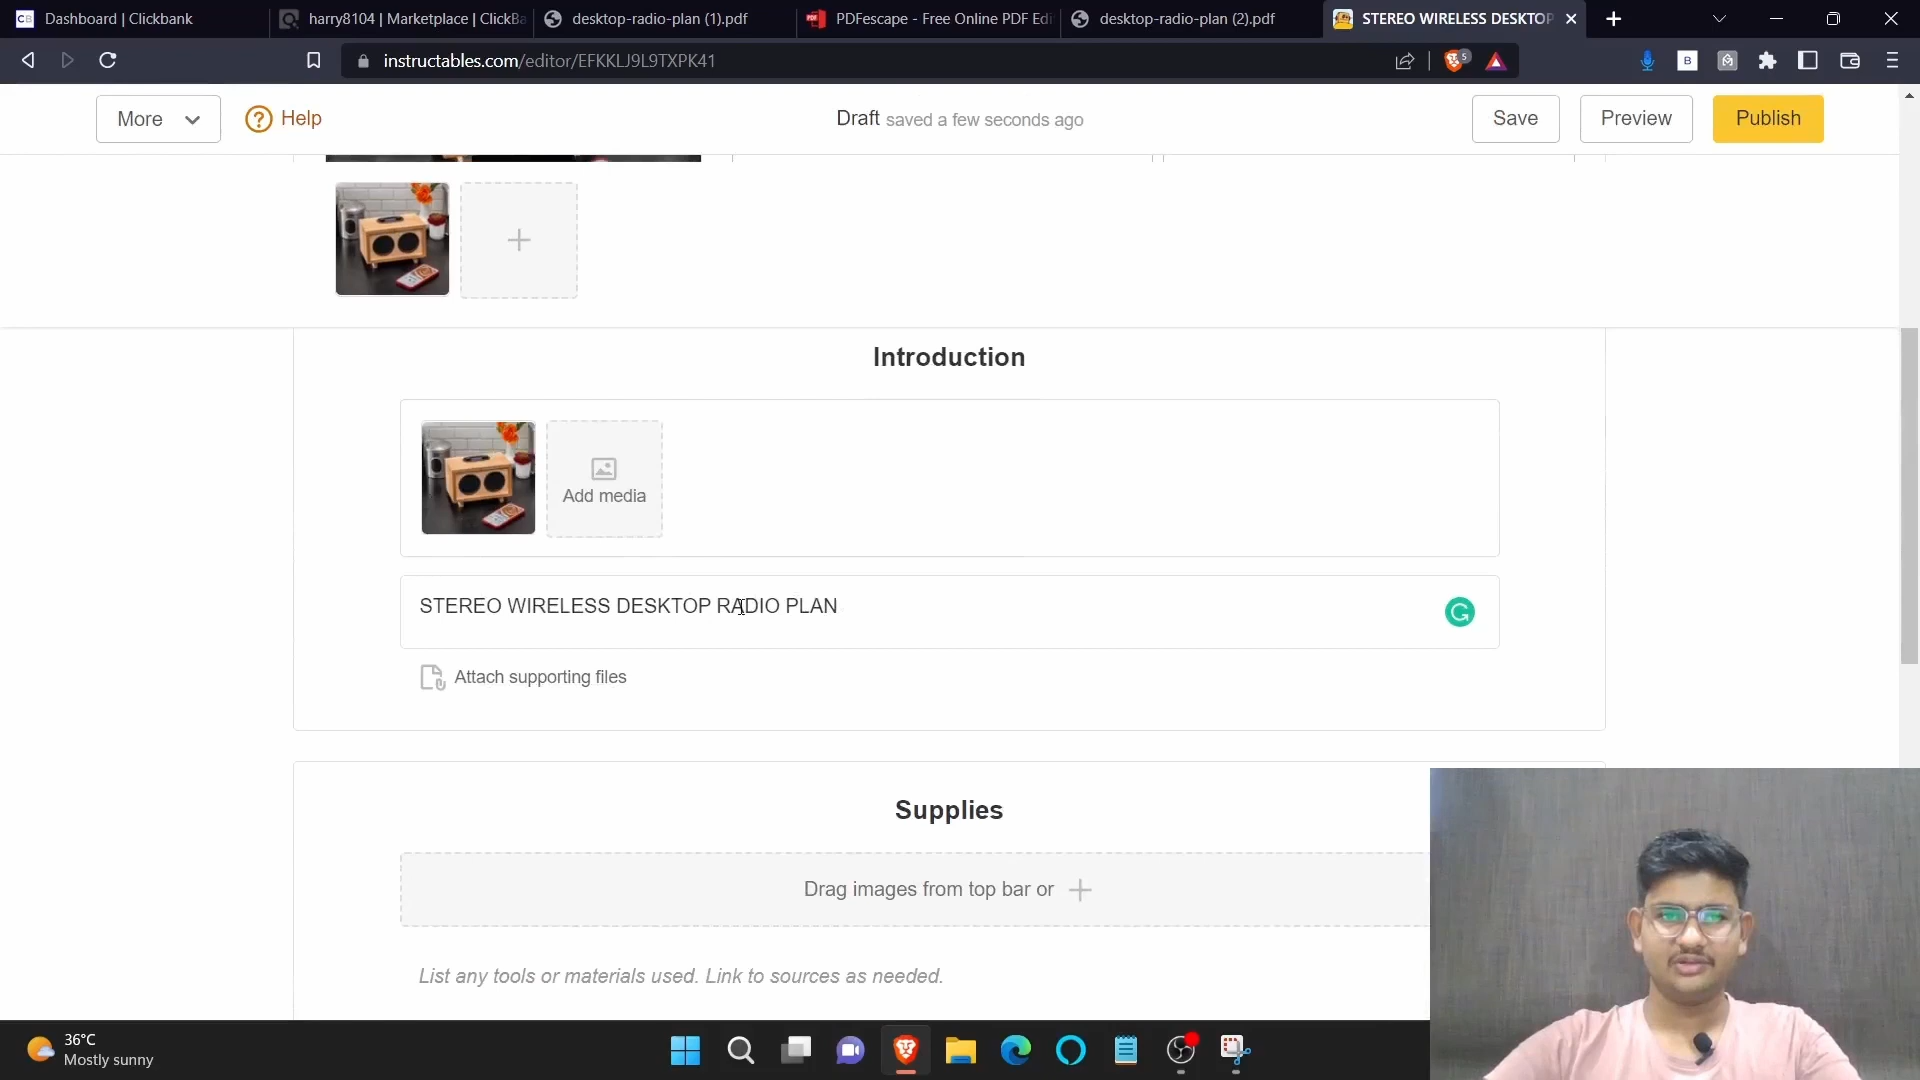 Dashboard | Clickbank
harry8104 | Marketplace | ClickBa
desktop-radio-plan (1).pdf
PDFescape - Free Online PDF Edi
desktop-radio-plan (2).pdf
STEREO WIRELESS DESKTOP
instructables.com/editor/EFKKLJ9L9TXPK41
More
Help
Draft saved a few seconds ago
Save
Preview
Publish
Introduction
Add media
STEREO WIRELESS DESKTOP RADIO PLAN
Attach supporting files
Supplies
Drag images from top bar or
List any tools or materials used. Link to sources as needed.
36°C
Mostly sunny